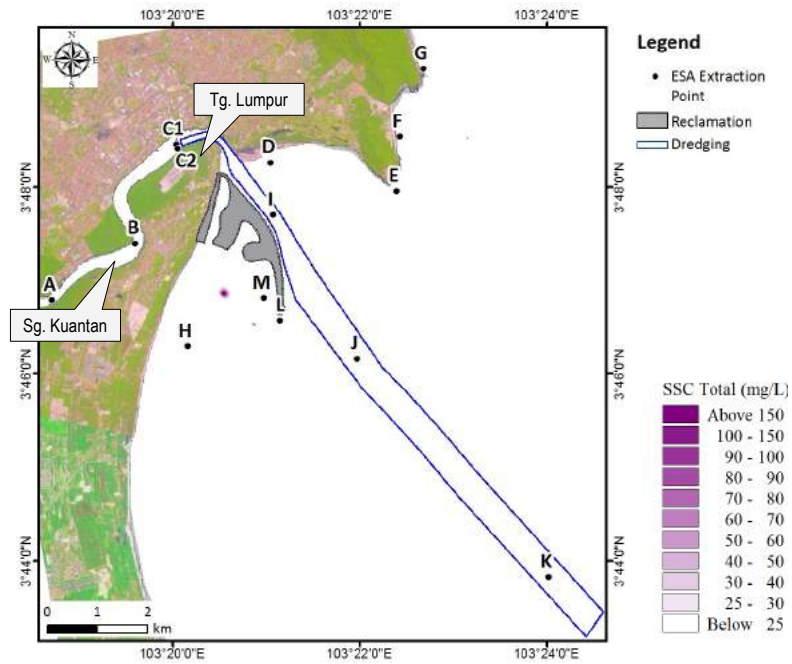 103°20'0"E 103°22'0"E 103°24'0"E
N
W E
S
G
Tg. Lumpur
F
C1
C2
D
E
3°48'0"N 3°48'0"N
I
B
A
M
L
Sg. Kuantan
H
J
3°46'0"N 3°46'0"N
K
3°44'0"N 3°44'0"N
0 1 2
km
103°20'0"E 103°22'0"E 103°24'0"E
Legend
ESA Extraction
Point
Reclamation
Dredging
SSC Total (mg/L)
Above 150
100 - 150
90 - 100
80 - 90
70 - 80
60 - 70
50 - 60
40 - 50
30 - 40
25 - 30
Below 25